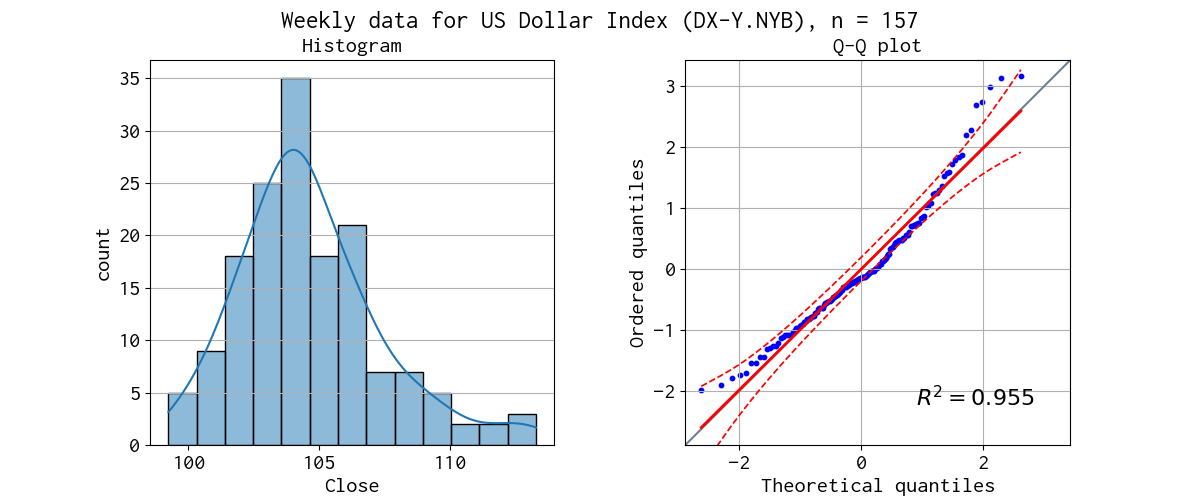 Weekly data for US Dollar Index (DX-Y.NYB), n = 157
Histogram
35
30
25
20
15
10
5
0
count
100 105 110
Close
Q-Q plot
3
2
1
0
−1
−2
Ordered quantiles
R² = 0.955
−2 0 2
Theoretical quantiles